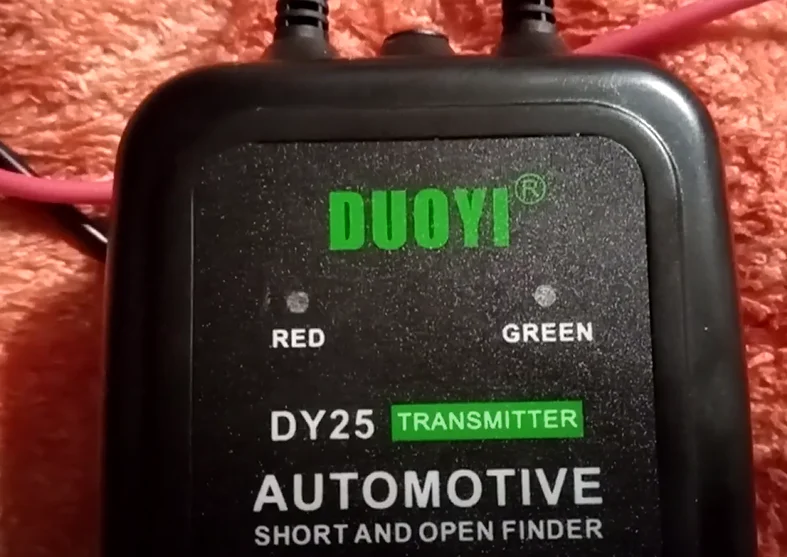 DUOYI®
RED GREEN
DY25 TRANSMITTER
AUTOMOTIVE
SHORT AND OPEN FINDER